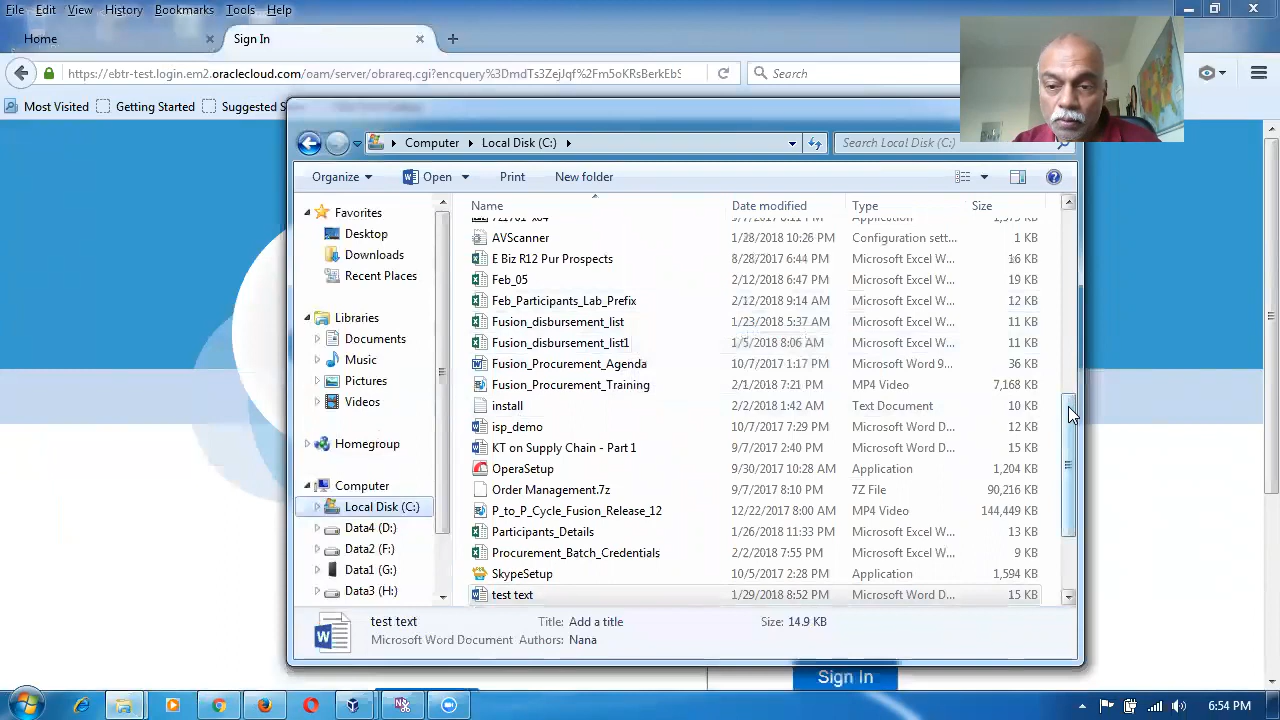 File Edit View History Bookmarks Tools Help
Home Sign In
https://ebtr-test.login.em2.oraclecloud.com/oam/server/obrareq.cgi?encquery%3D Search
Most Visited Getting Started Suggested
Computer Local Disk (C:) Search Local Disk (C:)
Organize Open Print New folder
Name Date modified Type Size
AVScanner 1/28/2018 10:26 PM Configuration sett... 1 KB
E Biz R12 Pur Prospects 8/28/2017 6:44 PM Microsoft Excel W... 16 KB
Feb_05 2/12/2018 6:47 PM Microsoft Excel W... 19 KB
Feb_Participants_Lab_Prefix 2/12/2018 9:14 AM Microsoft Excel W... 12 KB
Fusion_disbursement_list 1/23/2018 5:37 AM Microsoft Excel W... 11 KB
Fusion_disbursement_list1 1/5/2018 8:06 AM Microsoft Excel W... 11 KB
Fusion_Procurement_Agenda 10/7/2017 1:17 PM Microsoft Word 9... 36 KB
Fusion_Procurement_Training 2/1/2018 7:21 PM MP4 Video 7,168 KB
install 2/2/2018 1:42 AM Text Document 10 KB
isp_demo 10/7/2017 7:29 PM Microsoft Word D... 12 KB
KT on Supply Chain - Part 1 9/7/2017 2:40 PM Microsoft Word D... 15 KB
OperaSetup 9/30/2017 10:28 AM Application 1,204 KB
Order Management.7z 9/7/2017 8:10 PM 7Z File 90,216 KB
P_to_P_Cycle_Fusion_Release_12 12/22/2017 8:00 AM MP4 Video 144,449 KB
Participants_Details 1/26/2018 11:33 PM Microsoft Excel W... 13 KB
Procurement_Batch_Credentials 2/2/2018 7:55 PM Microsoft Excel W... 9 KB
SkypeSetup 10/5/2017 2:28 PM Application 1,594 KB
test text 1/29/2018 8:52 PM Microsoft Word D... 15 KB
Favorites
Desktop
Downloads
Recent Places
Libraries
Documents
Music
Pictures
Videos
Homegroup
Computer
Local Disk (C:)
Data4 (D:)
Data2 (F:)
Data1 (G:)
Data3 (H:)
test text Title: Add a title Size: 14.9 KB
Microsoft Word Document Authors: Nana
Sign In
6:54 PM